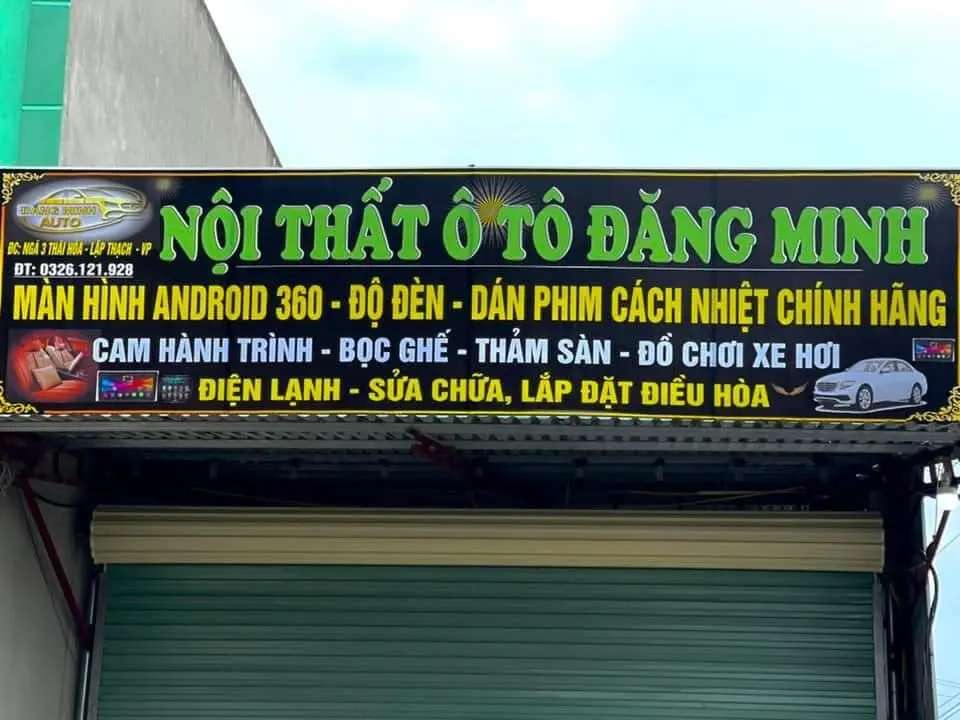 ĐĂNG MINH
AUTO
NỘI THẤT Ô TÔ ĐĂNG MINH
ĐC: NGÃ 3 THÁI HÒA - LẬP THẠCH - VP
ĐT: 0326.121.928
MÀN HÌNH ANDROID 360 - ĐỘ ĐÈN - DÁN PHIM CÁCH NHIỆT CHÍNH HÃNG
CAM HÀNH TRÌNH - BỌC GHẾ - THẢM SÀN - ĐỒ CHƠI XE HƠI
ĐIỆN LẠNH - SỬA CHỮA, LẮP ĐẶT ĐIỀU HÒA